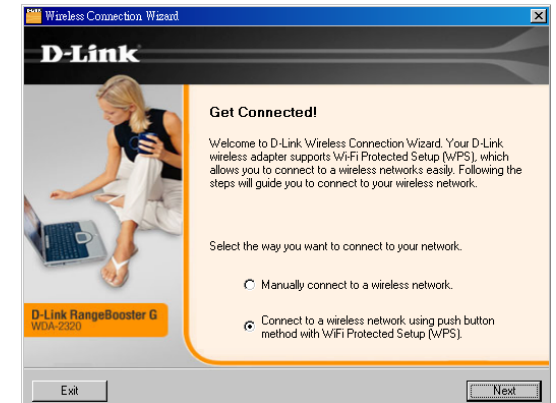 Wireless Connection Wizard
D-Link
Get Connected!
Welcome to D-Link Wireless Connection Wizard. Your D-Link
wireless adapter supports Wi-Fi Protected Setup (WPS), which
allows you to connect to a wireless networks easily. Following the
steps will guide you to connect to your wireless network.
Select the way you want to connect to your network.
Manually connect to a wireless network.
Connect to a wireless network using push button
method with WiFi Protected Setup (WPS).
D-Link RangeBooster G
WDA-2320
Exit
Next